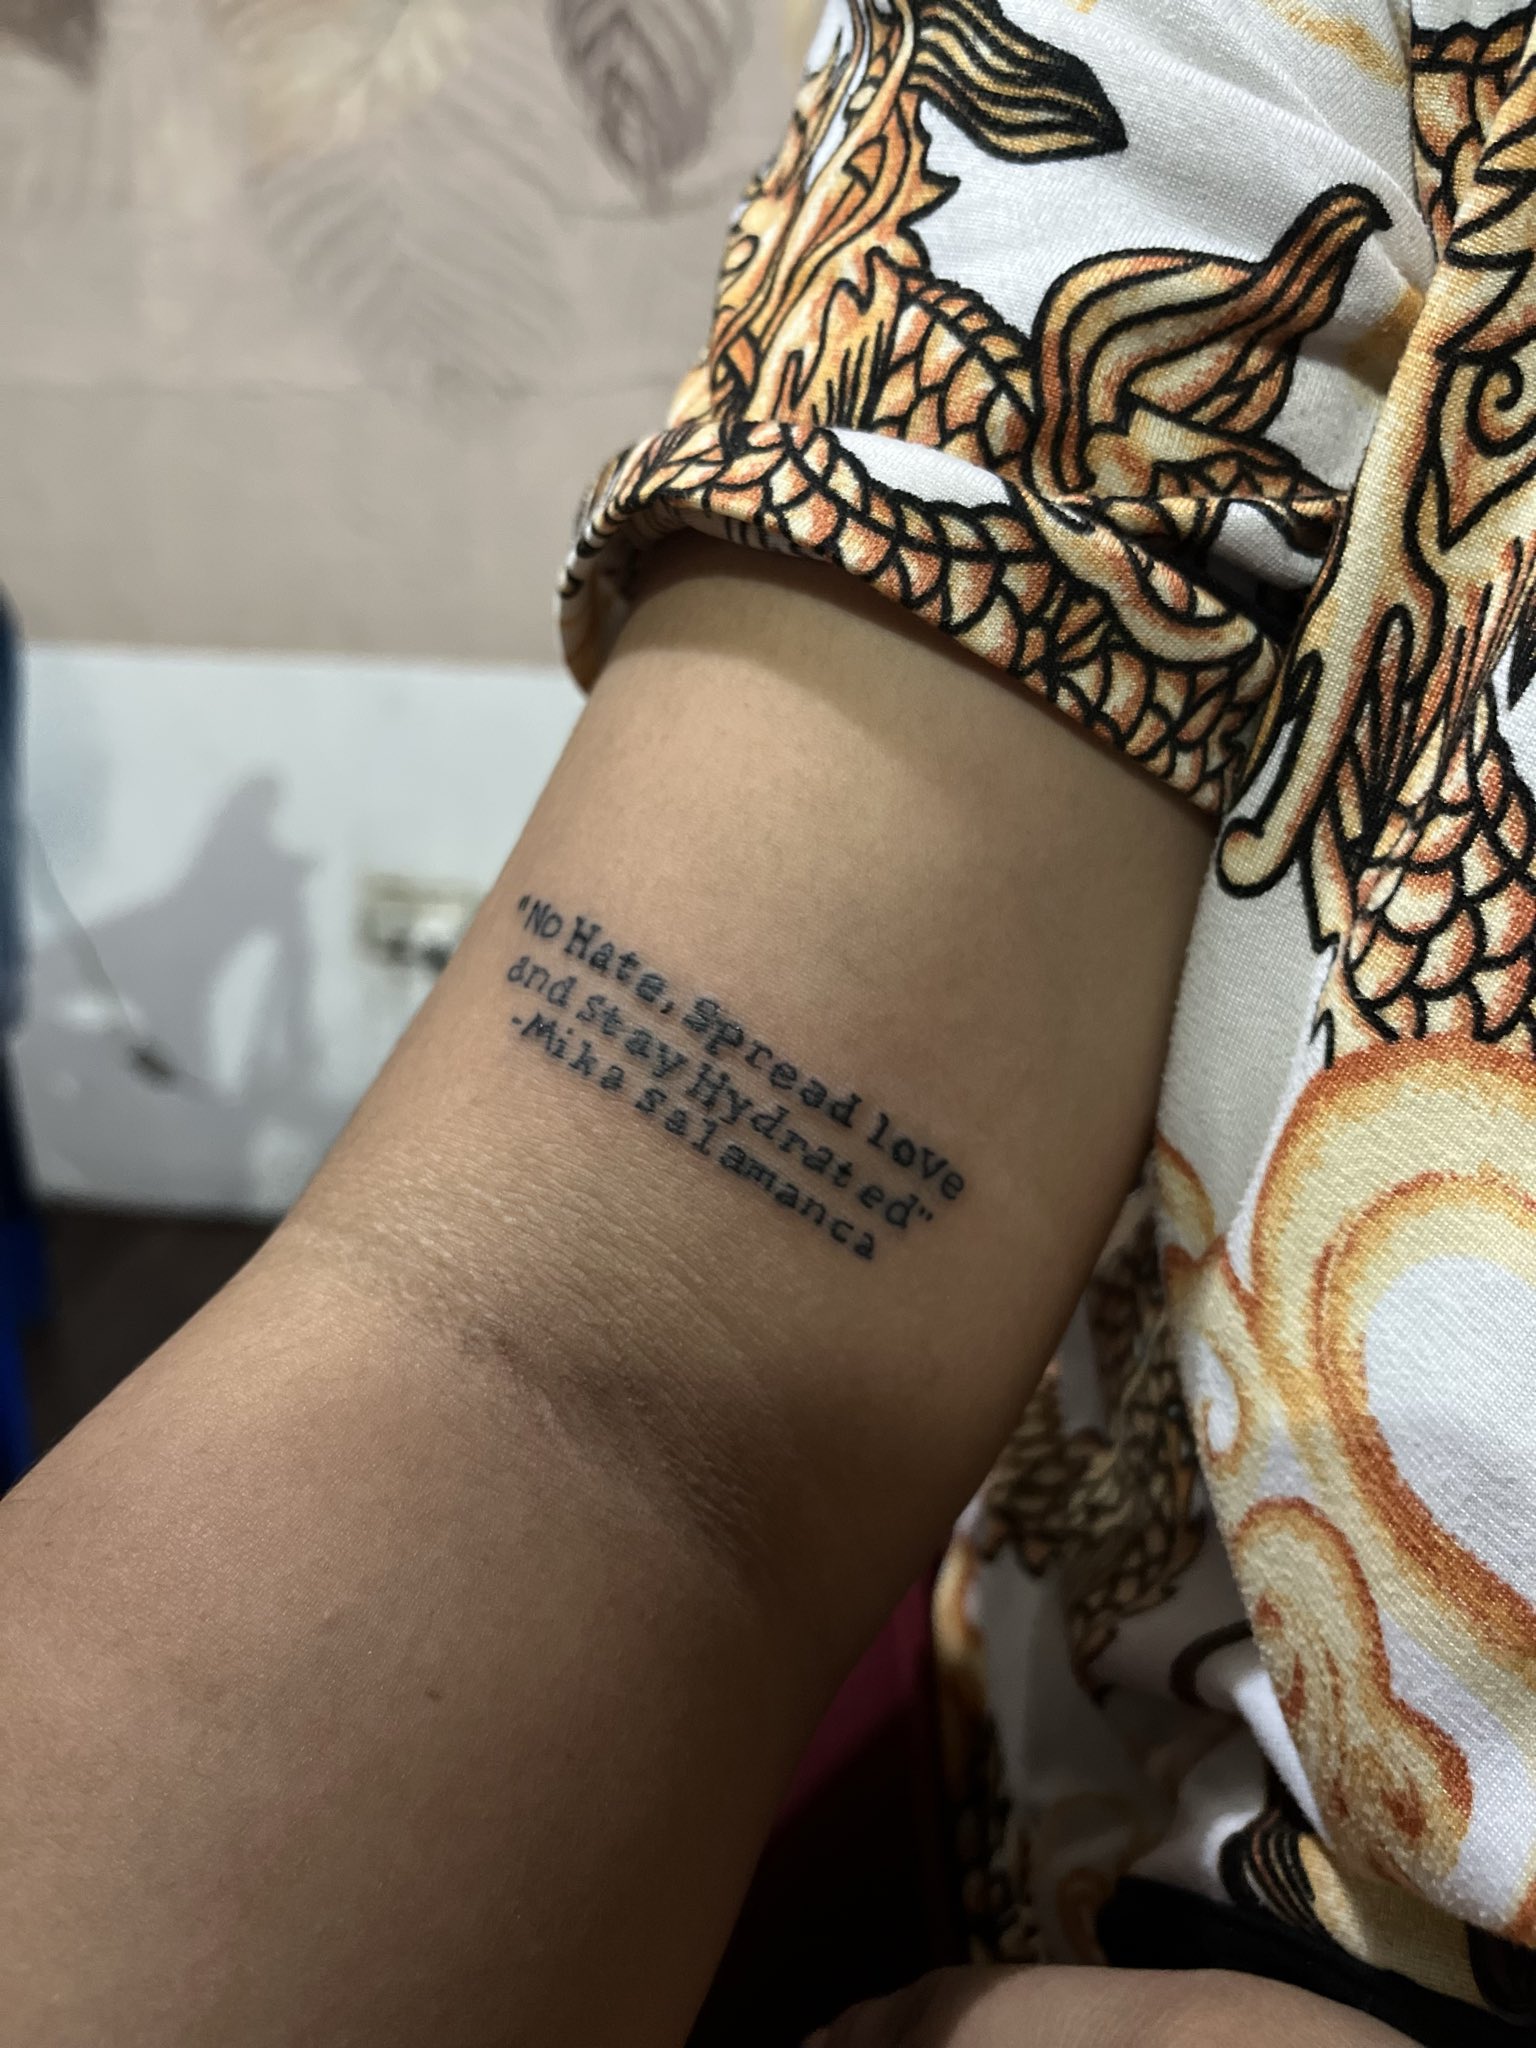 "No Hate, Spread love
and stay Hydrated"
-Mika salamanca